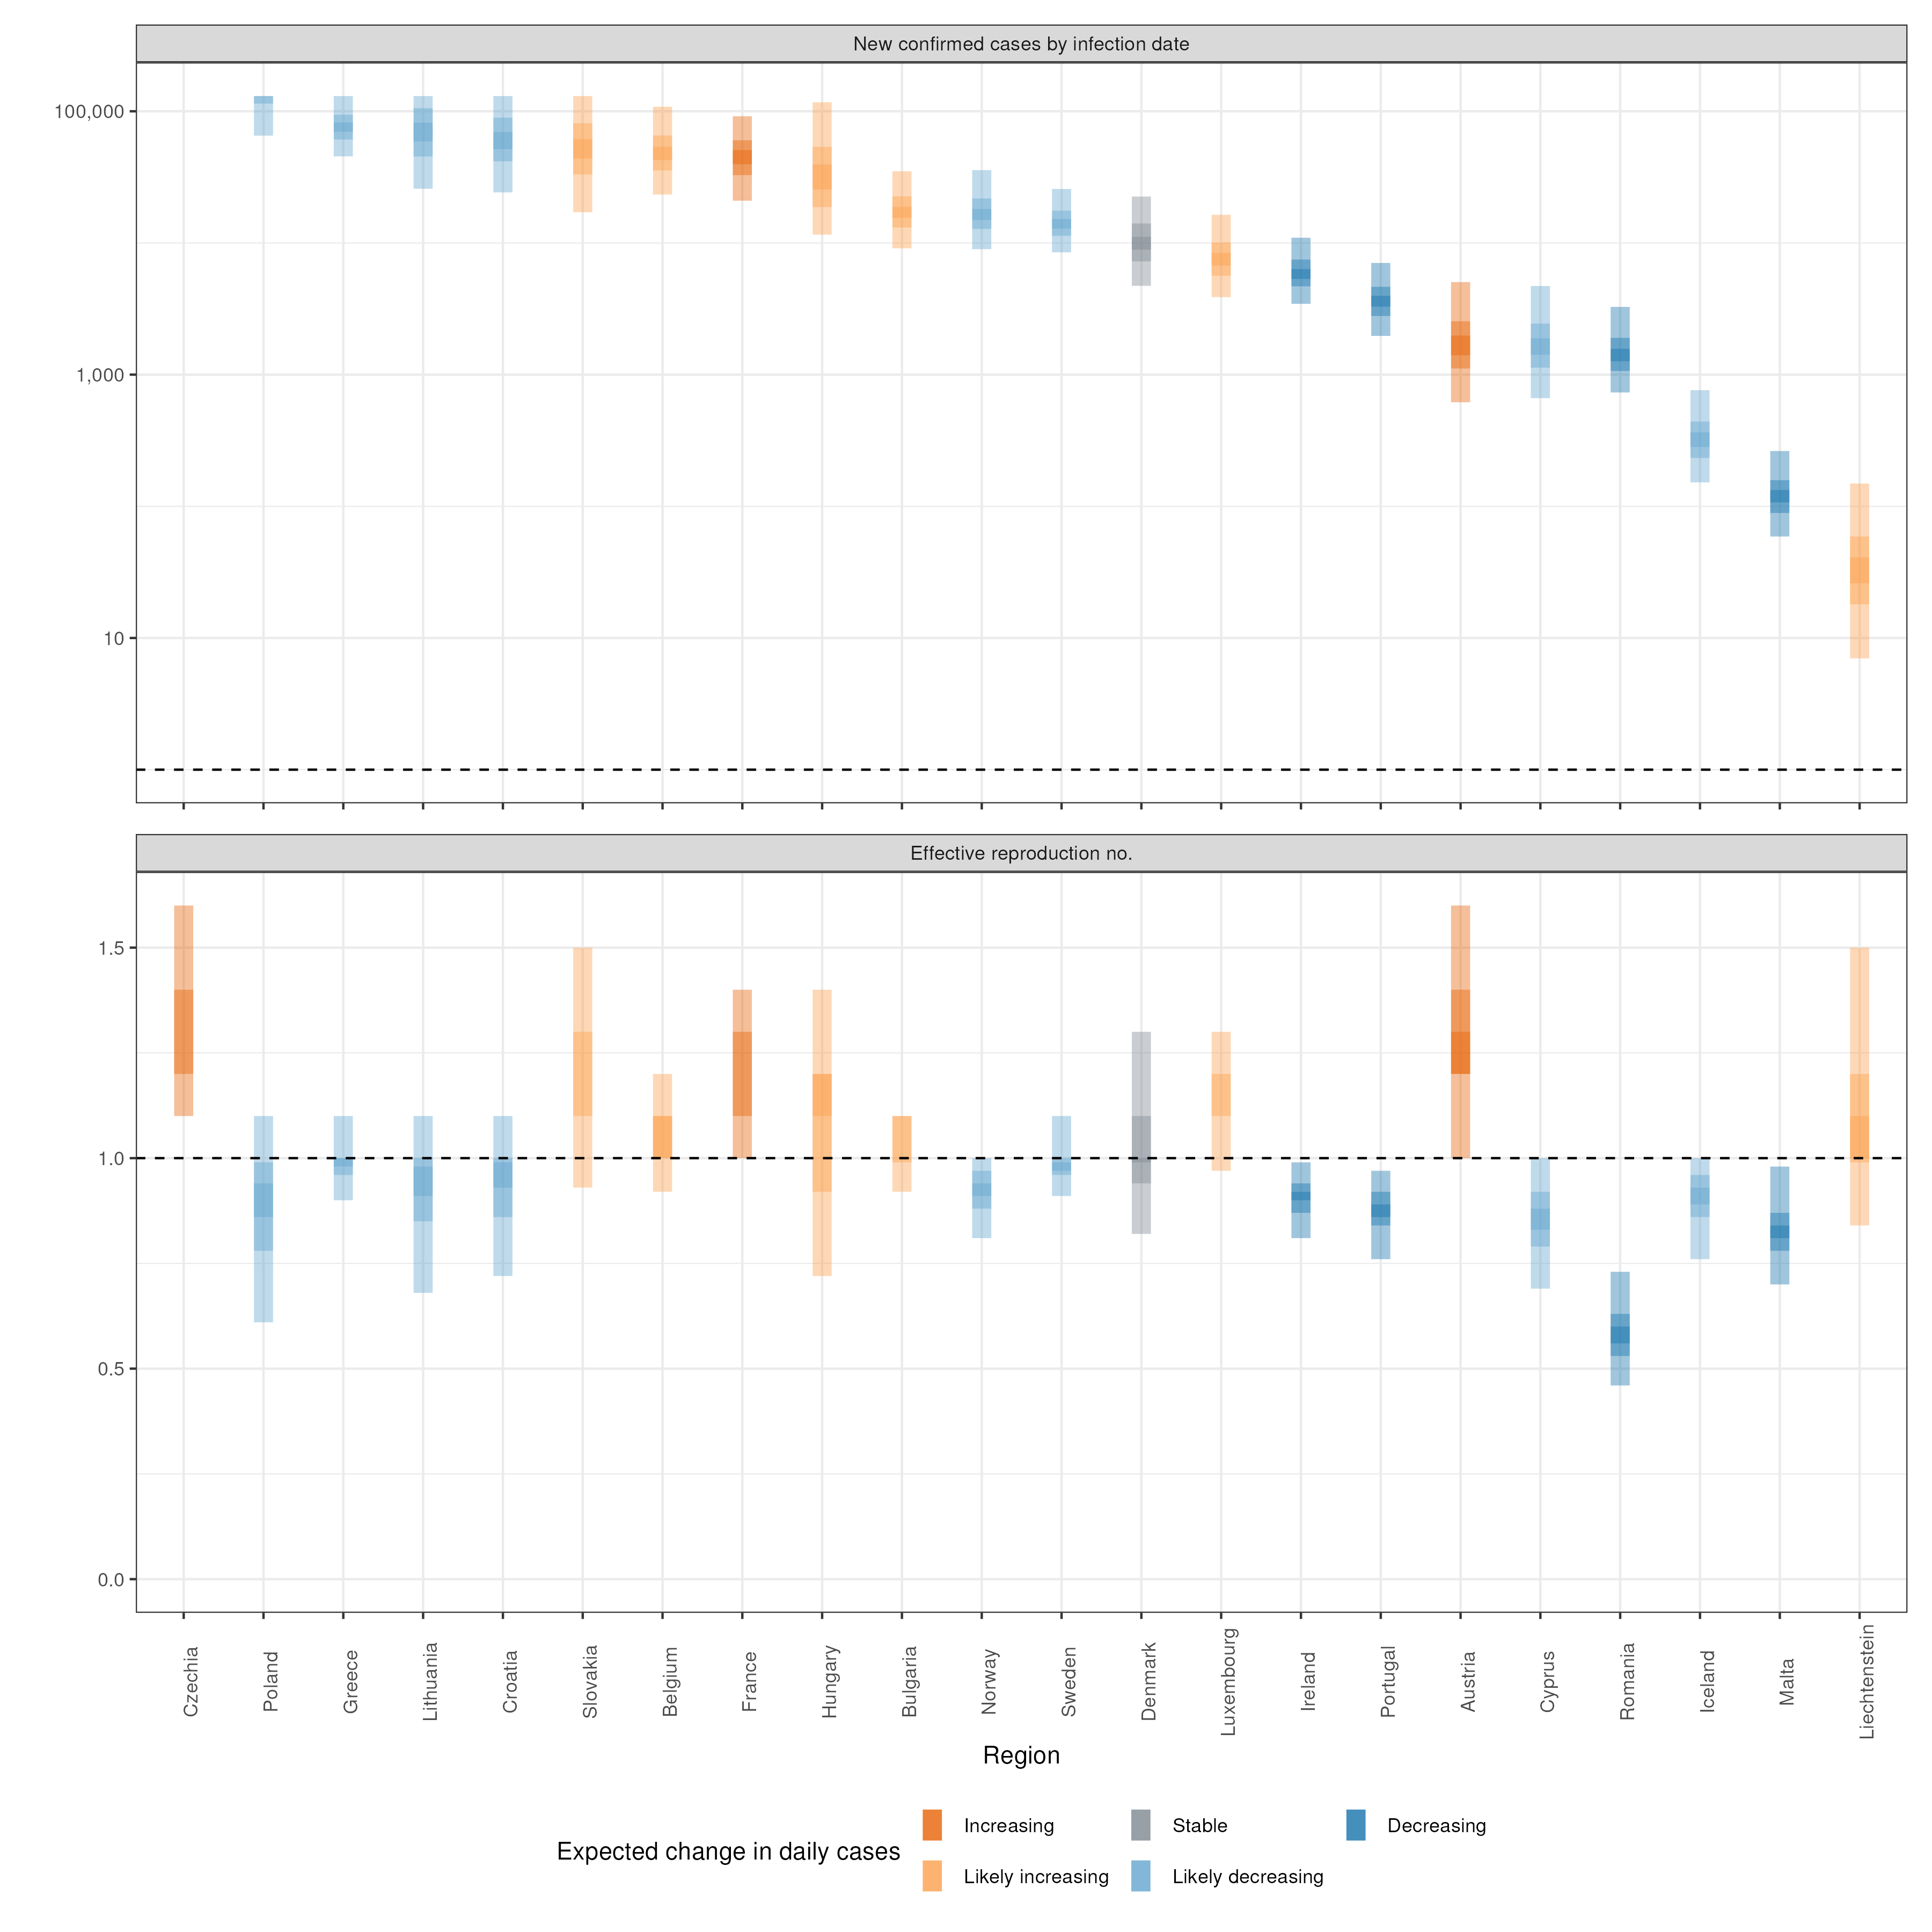 New confirmed cases by infection date
100,000
1,000
10
Effective reproduction no.
1.5
1.0
0.5
0.0
Czechia
Poland
Greece
Lithuania
Croatia
Slovakia
Belgium
France
Hungary
Bulgaria
Norway
Sweden
Denmark
Luxembourg
Ireland
Portugal
Austria
Cyprus
Romania
Iceland
Malta
Liechtenstein
Region
Expected change in daily cases
Increasing
Stable
Decreasing
Likely increasing
Likely decreasing